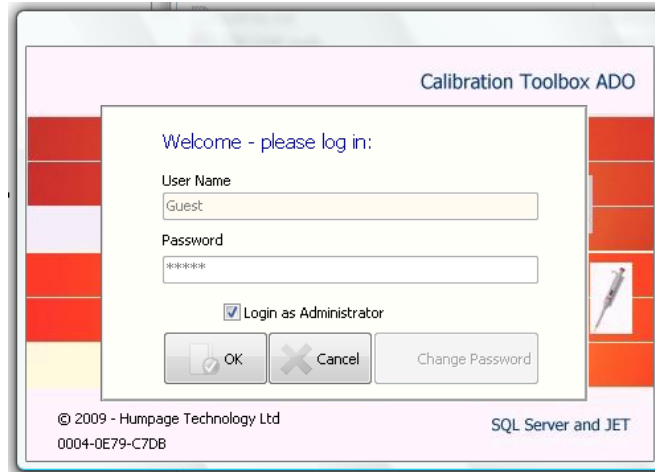 Calibration Toolbox ADO
Welcome - please log in:
User Name
Guest
Password
*****
Login as Administrator
OK
Cancel
Change Password
© 2009 - Humpage Technology Ltd
SQL Server and JET
0004-0E79-C7DB